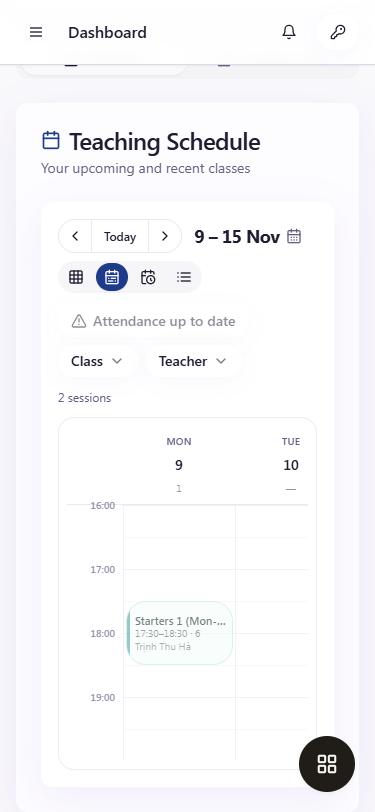 Dashboard
Teaching Schedule
Your upcoming and recent classes
Today
9 – 15 Nov
Attendance up to date
Class
Teacher
2 sessions
MON
TUE
9
10
1
—
16:00
17:00
Starters 1 (Mon-...
17:30–18:30 · 6
18:00
Trịnh Thu Hà
19:00